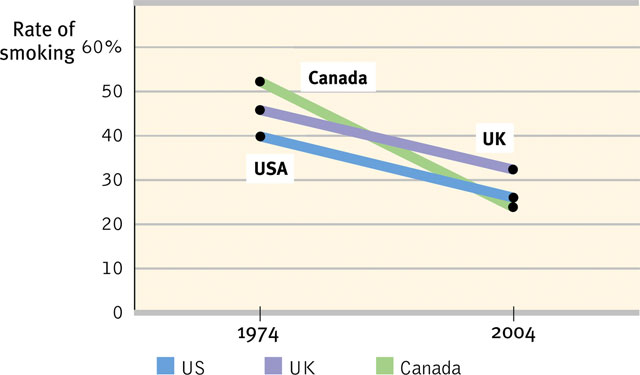 Rate of
smoking
60%
50
40
30
20
10
0
Canada
UK
USA
1974 2004
US UK Canada